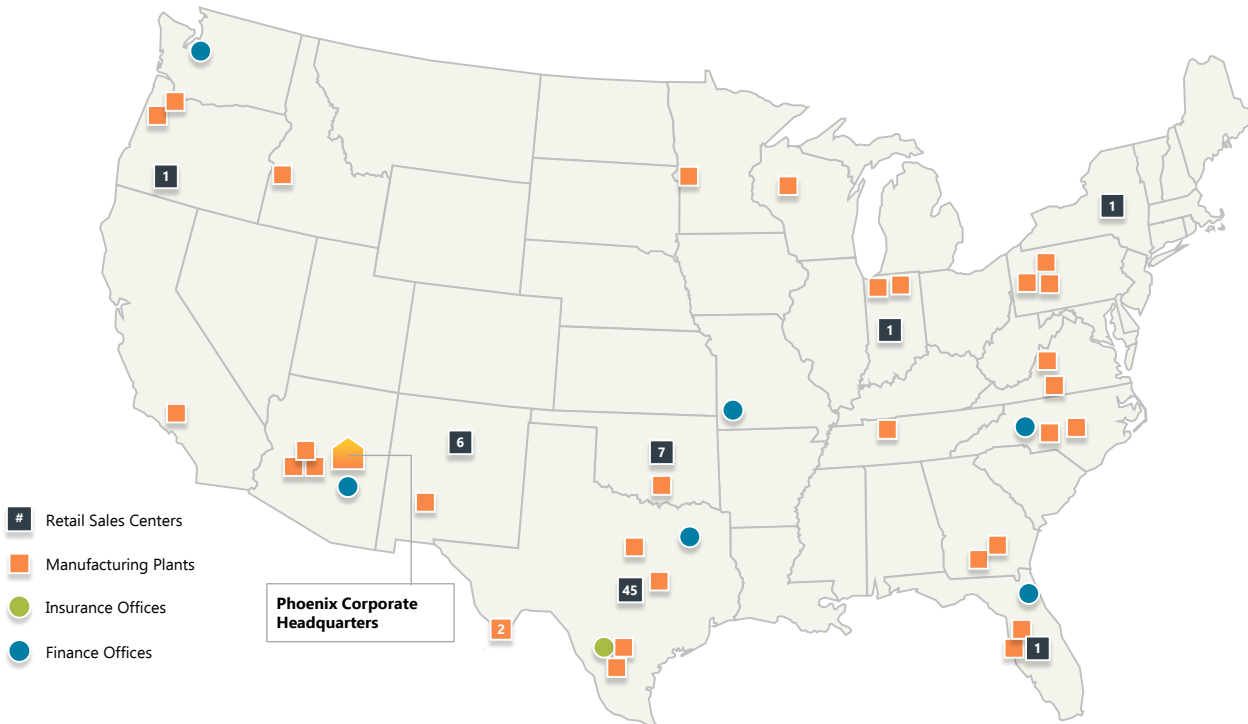 1
1
1
6
7
# Retail Sales Centers
Manufacturing Plants
Insurance Offices
Finance Offices
Phoenix Corporate
Headquarters
45
2
1